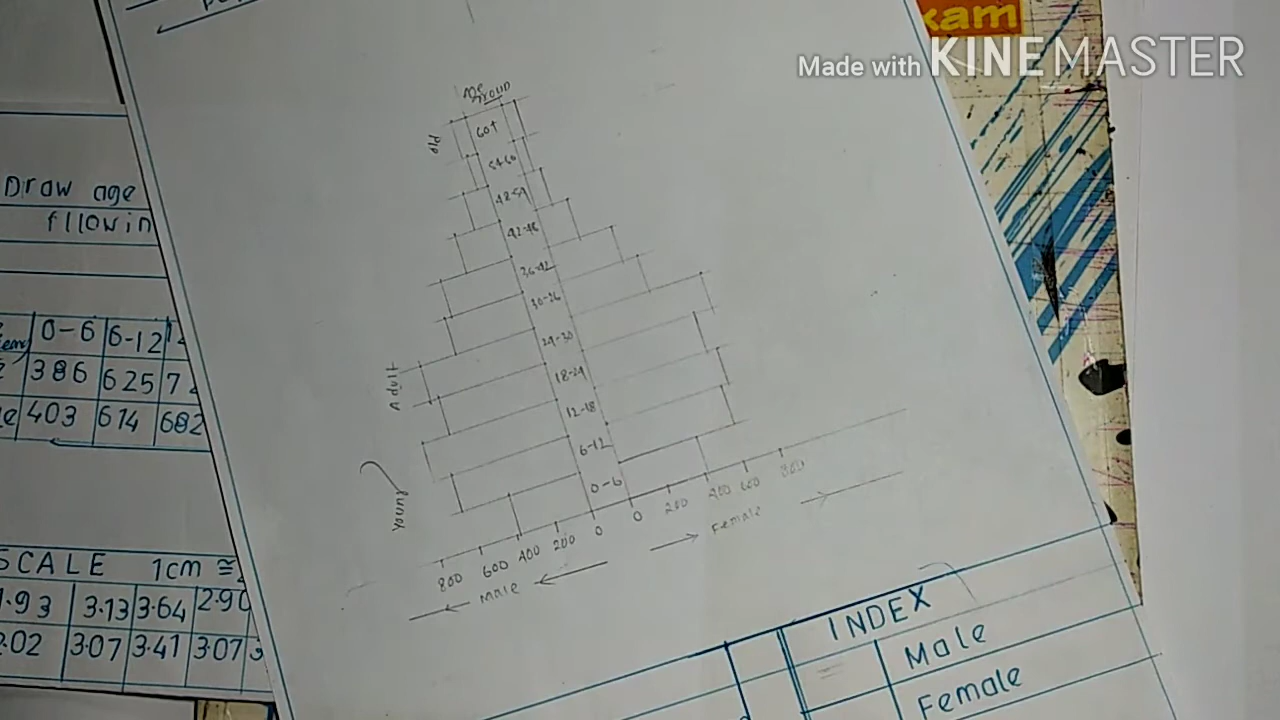 xam
Made with KINEMASTER
Draw age
fllowin
0-6 6-12
386 625 7
403 614 682
SCALE 1cm ≅
1.93 3.13 3.64 2.90
2.02 3.07 3.41 3.07 3
Age Group
old
60+
54-60
48-54
42-48
36-42
30-36
24-30
18-24
12-18
6-12
0-6
Adult
Young
800 600 400 200 0 0 200 400 600 800
← Male ← → Female →
INDEX
Male
Female